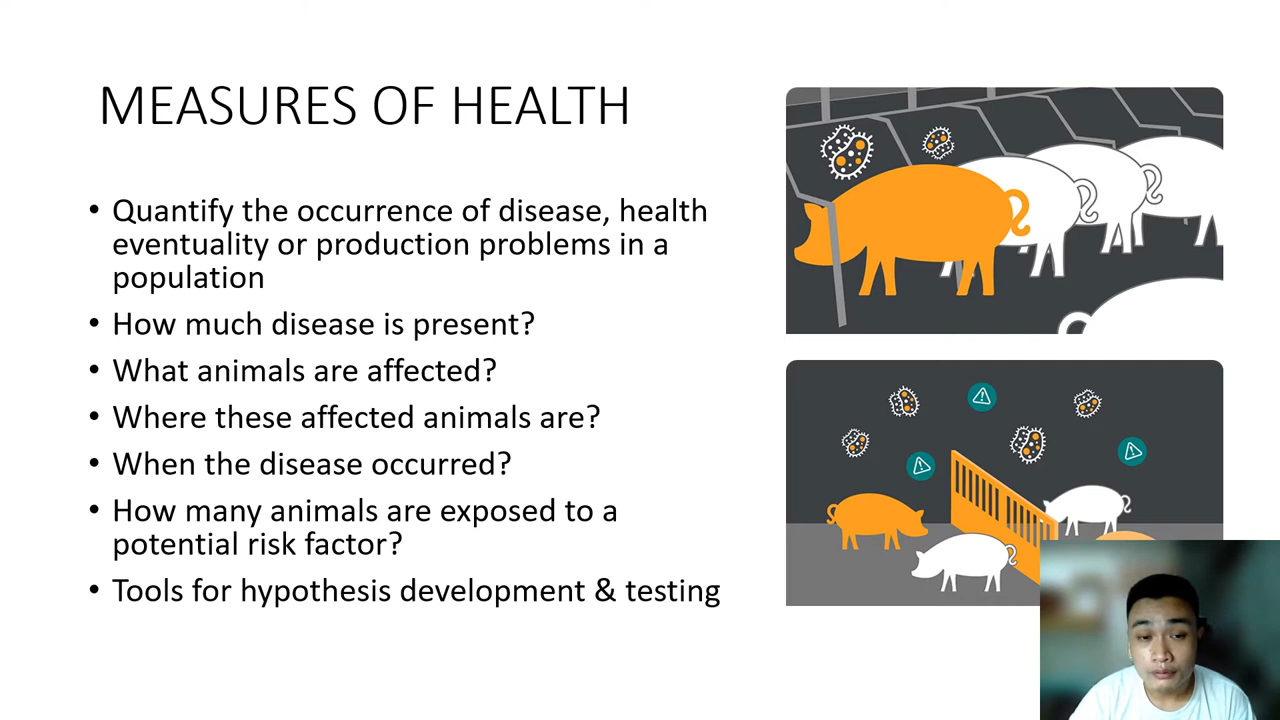 MEASURES OF HEALTH
• Quantify the occurrence of disease, health
eventuality or production problems in a
population
• How much disease is present?
• What animals are affected?
• Where these affected animals are?
• When the disease occurred?
• How many animals are exposed to a
potential risk factor?
• Tools for hypothesis development & testing